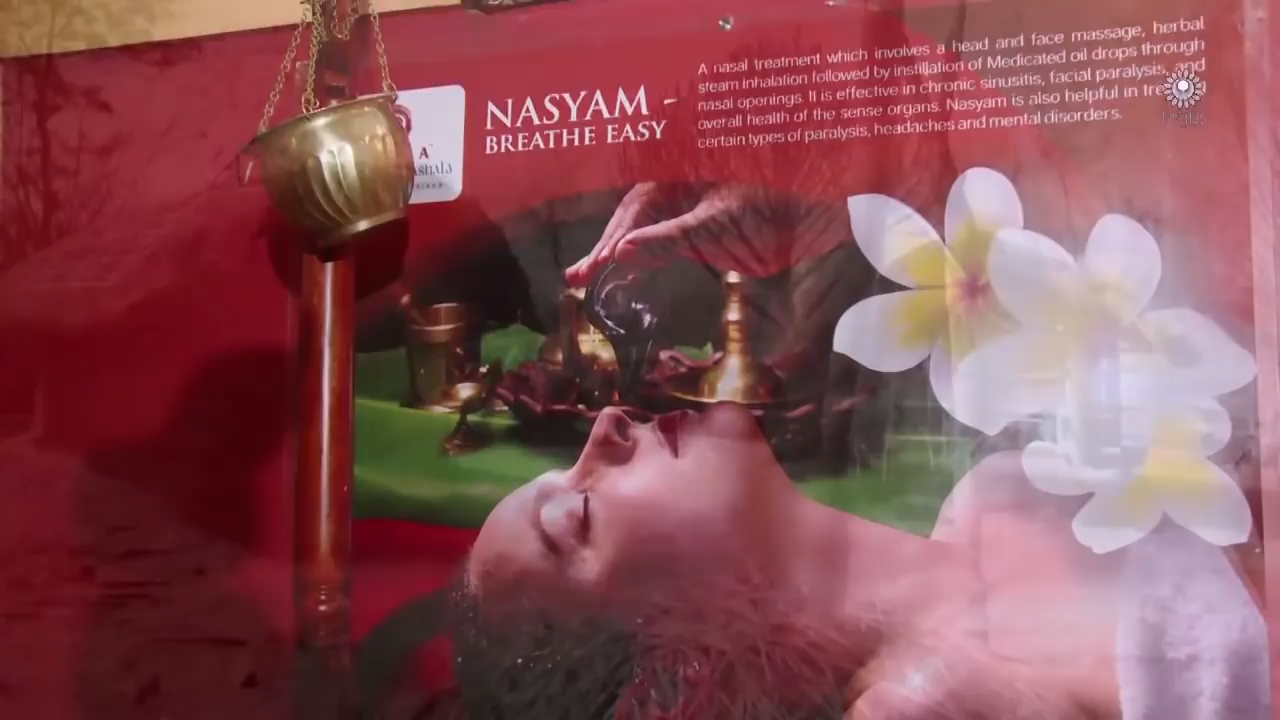 NASYAM -
BREATHE EASY
A nasal treatment which involves a head and face massage, herbal
steam inhalation followed by instillation of Medicated oil drops through
nasal openings. It is effective in chronic sinusitis, facial paralysis, and
overall health of the sense organs. Nasyam is also helpful in
certain types of paralysis, headaches and mental disorders.
A